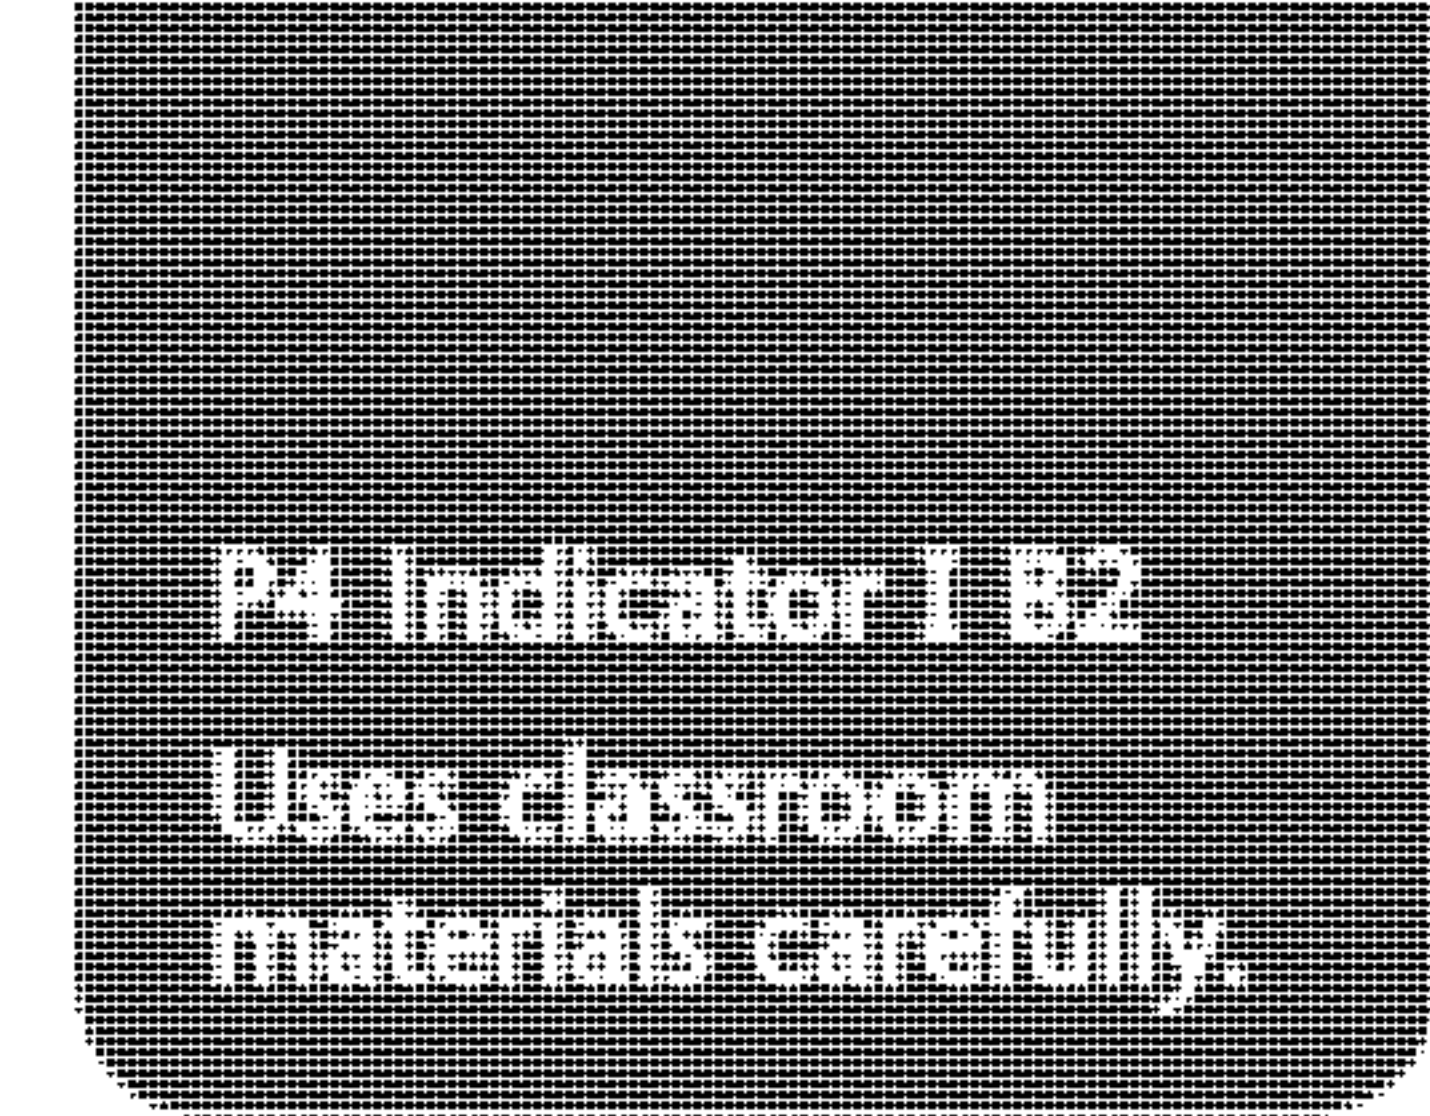 P4 Indicator I B2
Uses classroom
materials carefully.